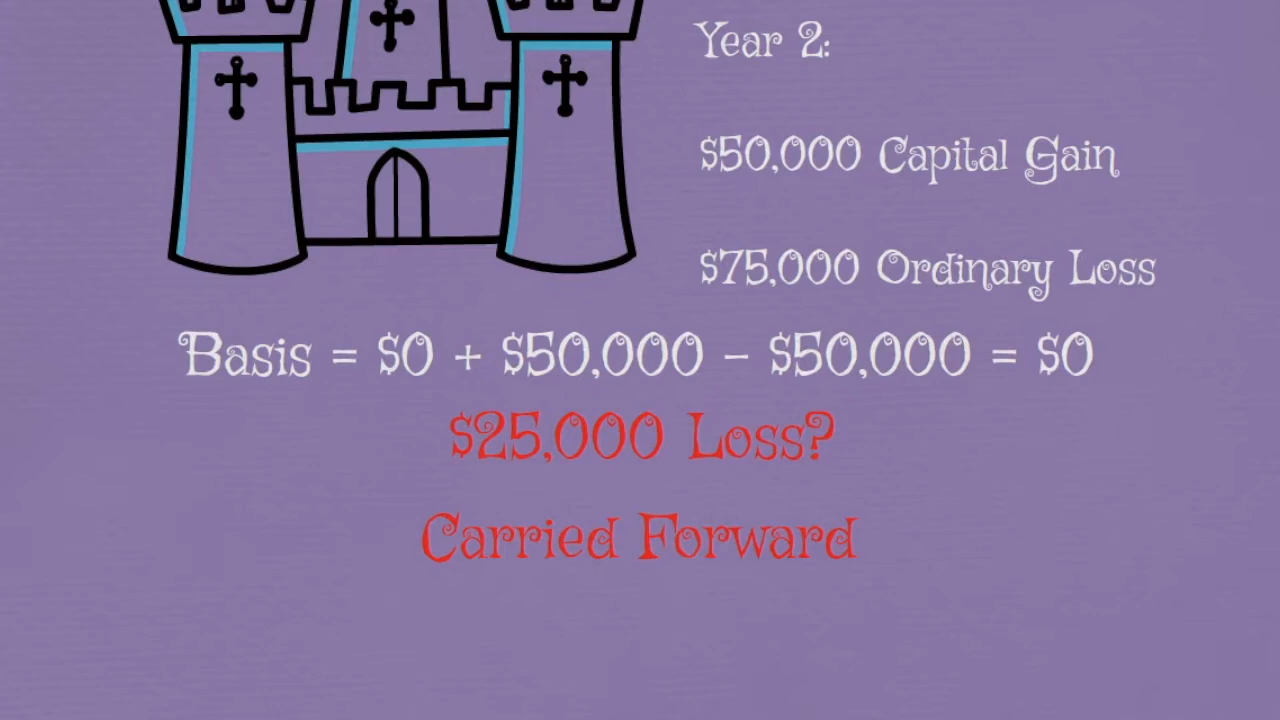 Year 2:
$50,000 Capital Gain
$75,000 Ordinary Loss
Basis = $0 + $50,000 - $50,000 = $0
$25,000 Loss?
Carried Forward